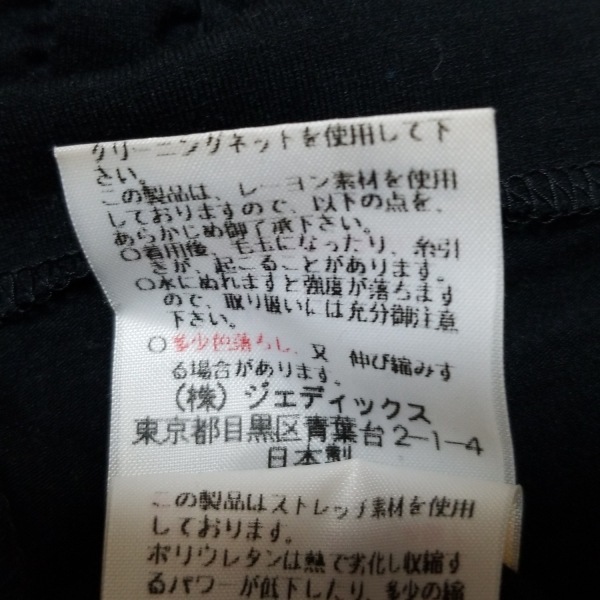 クリーニングネットを使用して下
さい。
この製品は、レーヨン素材を使用
しておりますので、以下の点を、
あらかじめ御了承下さい。
○着用後、毛玉になったり、糸引
きが、起こることがあります。
○水にぬれますと強度が落ちます
ので、取り扱いには充分御注意
下さい。
○多少色落ちし、又 伸び縮みす
る場合があります。
(株)ジェディックス
東京都目黒区青葉台2-1-4
日本製
この製品はストレッチ素材を使用
しております。
ポリウレタンは熱で劣化し収縮す
るパワーが低下したり、多少の縮